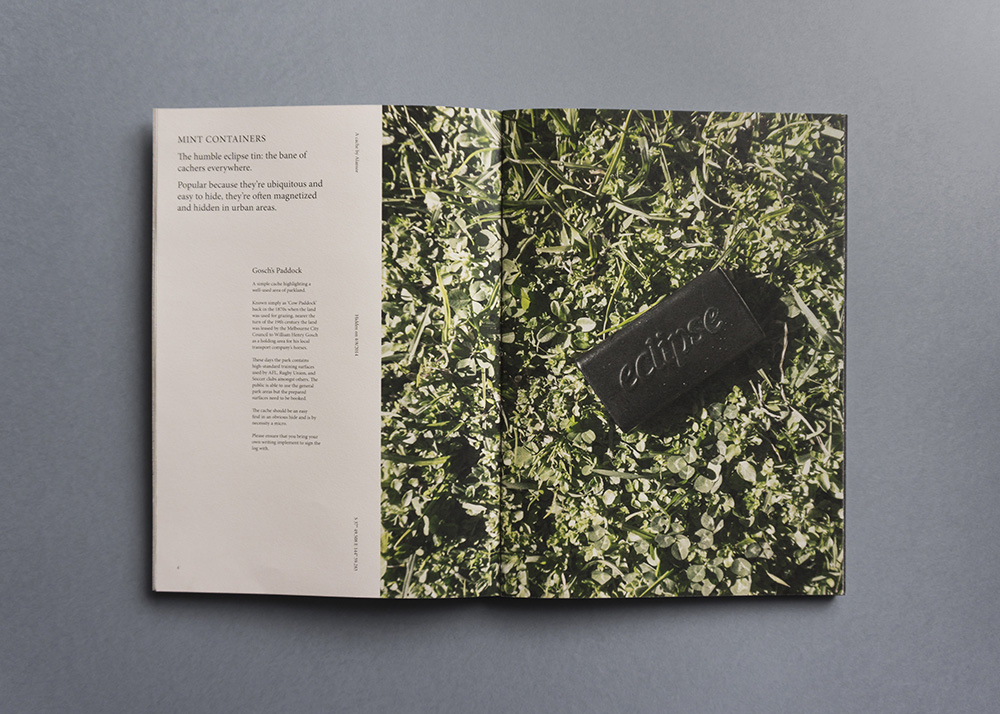 MINT CONTAINERS
The humble eclipse tin: the bane of
cachers everywhere.
Popular because they're ubiquitous and
easy to hide, they're often magnetized
and hidden in urban areas.
Gosch's Paddock
A simple cache highlighting a
well used area of parkland.
Known simply as 'Cow Paddock'
back in the 1870s when the land
was used for grazing, nearer the
turn of the 19th century the land
was leased by the Melbourne City
Council to William Henry Gosch
as a holding area for his local
transport company's horses.
These days the park contains
high-standard training surfaces
used by AFL, Rugby Union, and
Soccer clubs amongst others. The
public is able to use the general
park areas but the prepared
surfaces need to be booked.
The cache should be an easy
find in an obvious hide and is by
necessity a micro.
Please ensure that you bring your
own writing implement to sign the
log with.
A cache by
Hidden on
eclipse